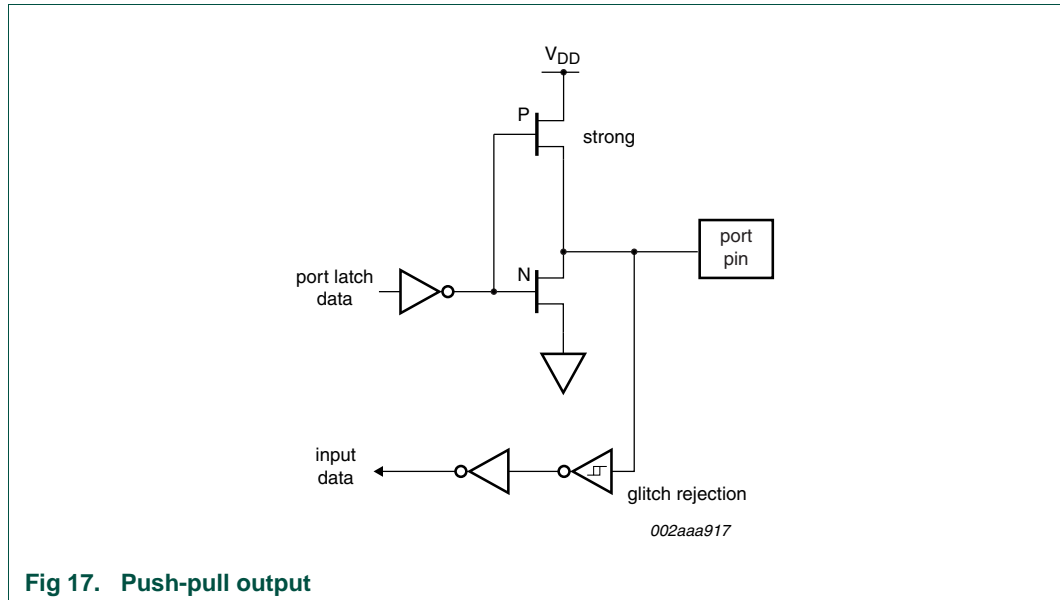 VDD
P
strong
port
pin
N
port latch
data
input
data
glitch rejection
002aaa917
Fig 17. Push-pull output